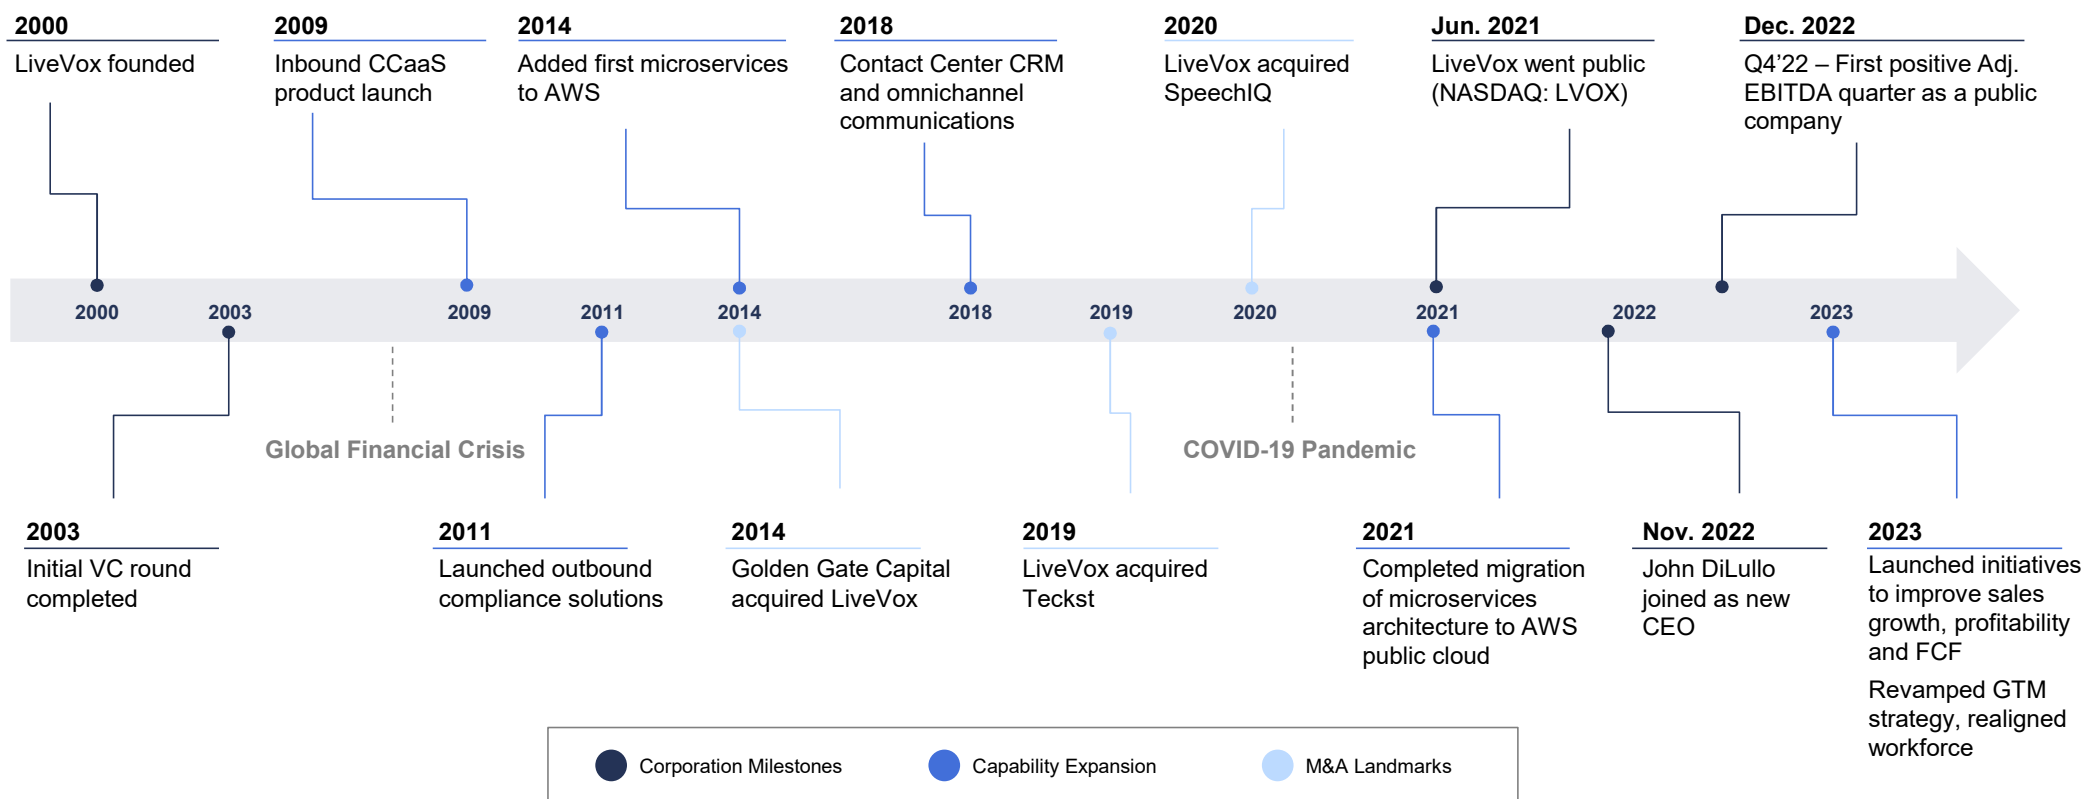 2000
LiveVox founded
2009
Inbound CCaaS
product launch
2014
Added first microservices
to AWS
2018
Contact Center CRM
and omnichannel
communications
2020
LiveVox acquired
SpeechIQ
Jun. 2021
LiveVox went public
(NASDAQ: LVOX)
Dec. 2022
Q4’22 – First positive Adj.
EBITDA quarter as a public
company
2000 2003 2009 2011 2014 2018 2019 2020 2021 2022 2023
Global Financial Crisis
COVID-19 Pandemic
2003
Initial VC round
completed
2011
Launched outbound
compliance solutions
2014
Golden Gate Capital
acquired LiveVox
2019
LiveVox acquired
Teckst
2021
Completed migration
of microservices
architecture to AWS
public cloud
Nov. 2022
John DiLullo
joined as new
CEO
2023
Launched initiatives
to improve sales
growth, profitability
and FCF
Revamped GTM
strategy, realigned
workforce
Corporation Milestones
Capability Expansion
M&A Landmarks